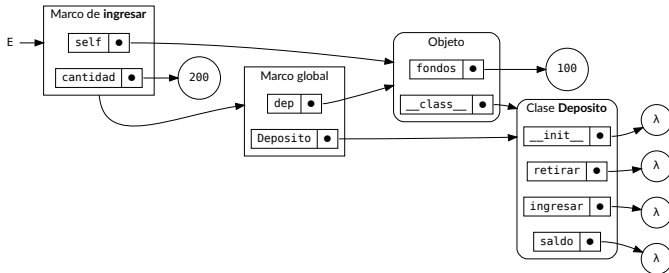 Marco de ingresar
E
self
cantidad
200
Marco global
dep
Deposito
Objeto
fondos
100
__class__
Clase Deposito
__init__
λ
retirar
λ
ingresar
λ
saldo
λ